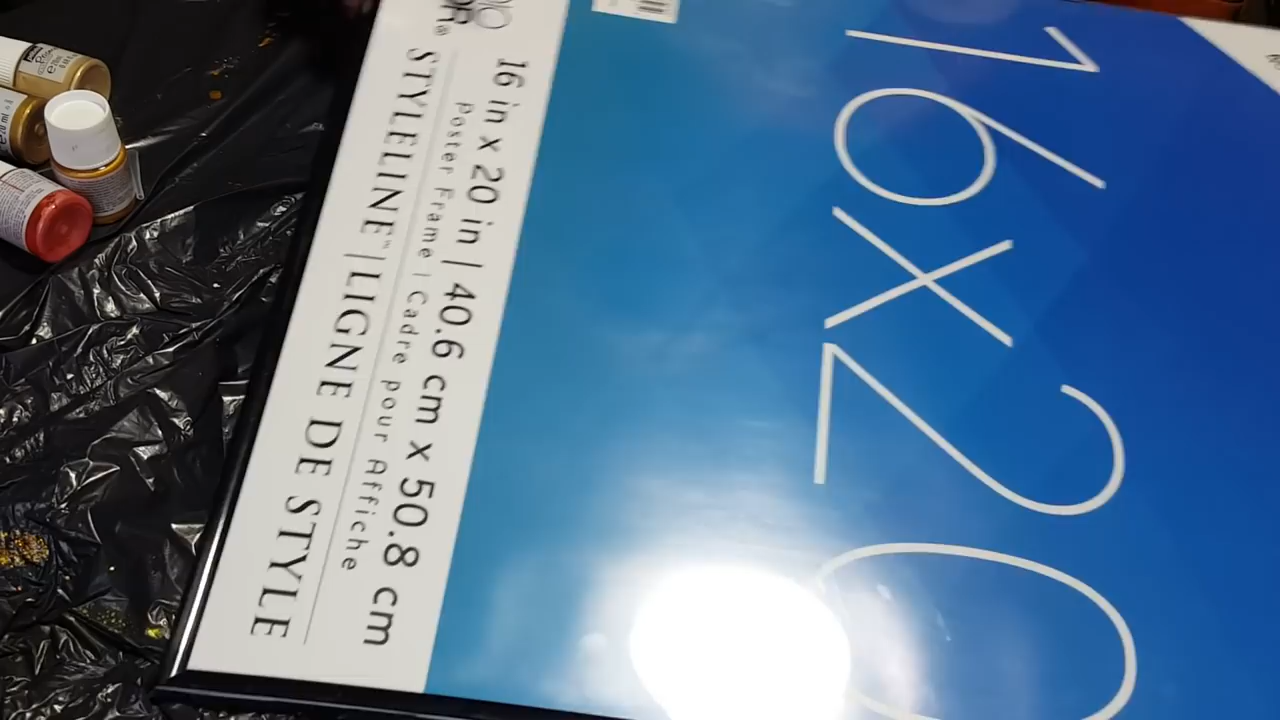 STYLELINE™ | LIGNE DE STYLE
Poster Frame | Cadre pour Affiche
16 in x 20 in | 40.6 cm x 50.8 cm
16x20